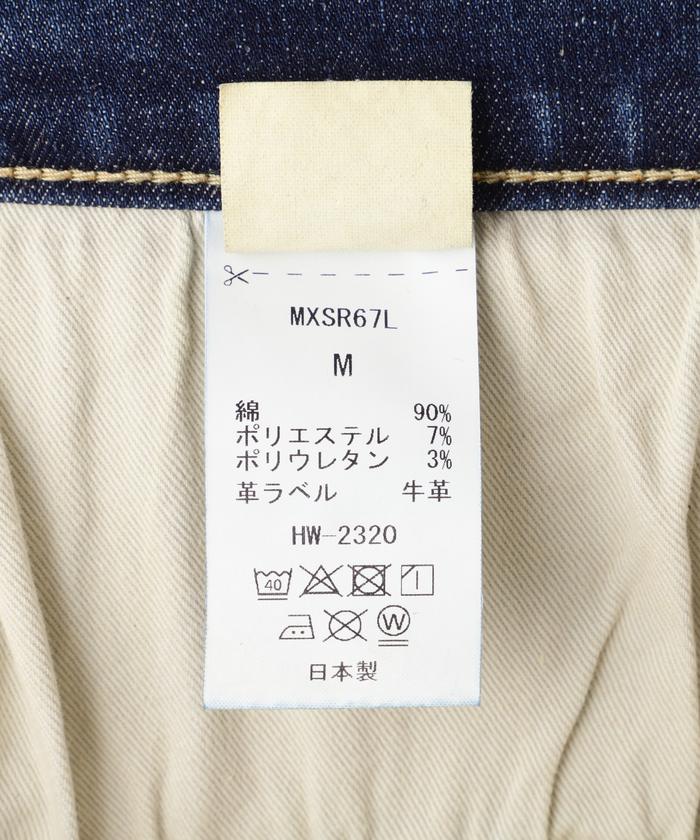 MXSR67L
M
綿 90%
ポリエステル 7%
ポリウレタン 3%
革ラベル 牛革
HW-2320
40
W
日本製